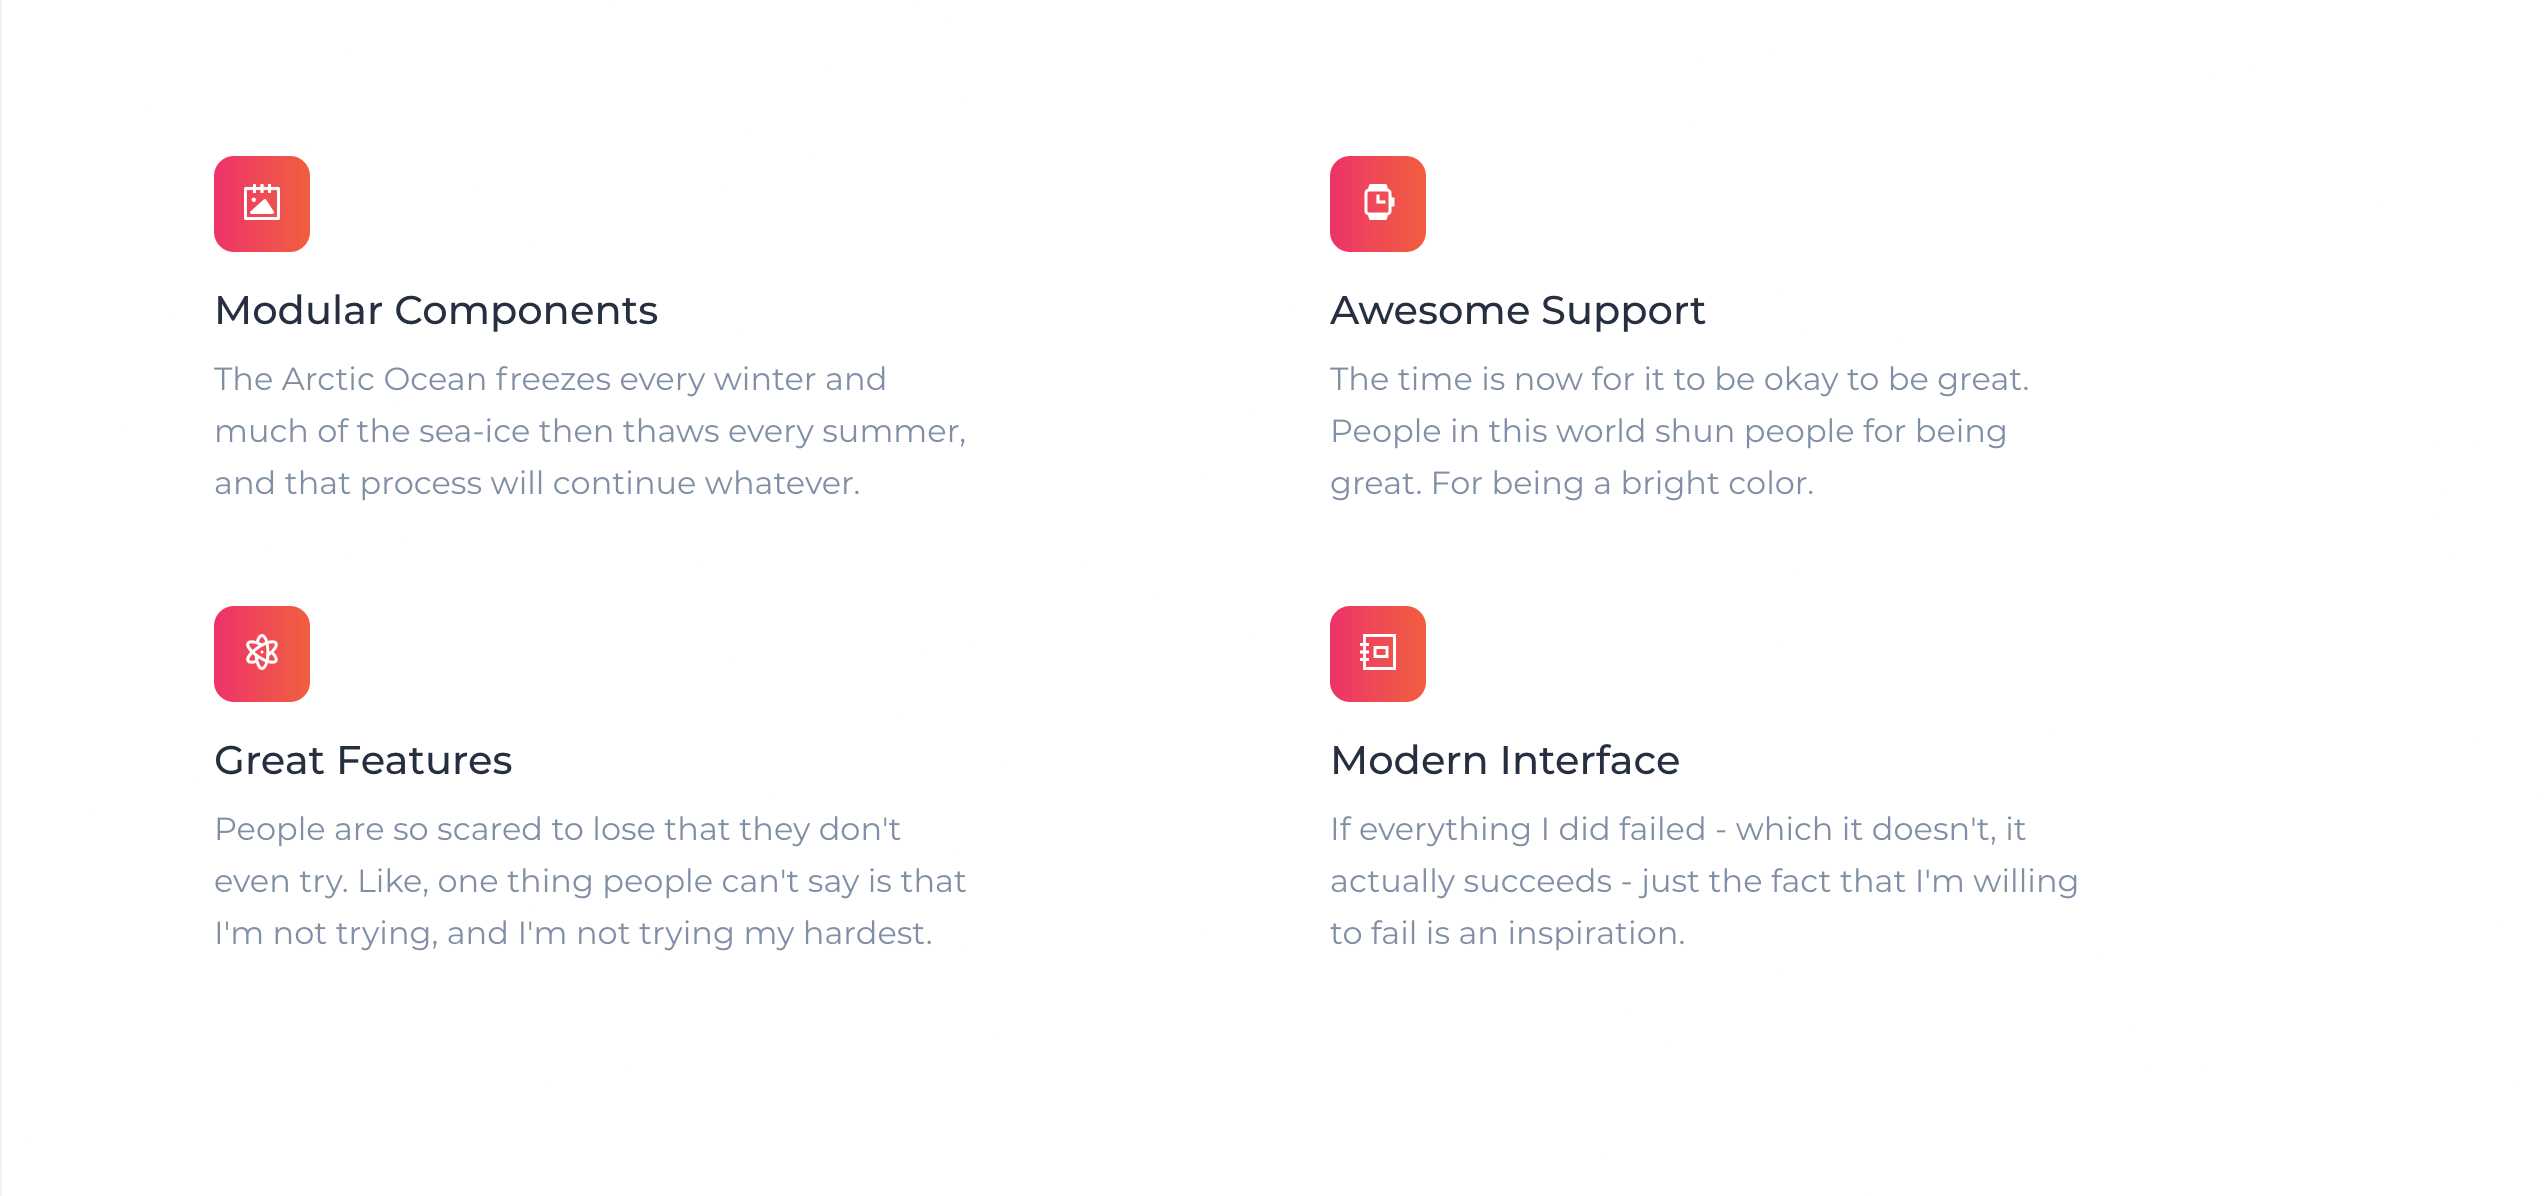 Modular Components
The Arctic Ocean freezes every winter and
much of the sea-ice then thaws every summer,
and that process will continue whatever.
Awesome Support
The time is now for it to be okay to be great.
People in this world shun people for being
great. For being a bright color.
Great Features
People are so scared to lose that they don't
even try. Like, one thing people can't say is that
I'm not trying, and I'm not trying my hardest.
Modern Interface
If everything I did failed - which it doesn't, it
actually succeeds - just the fact that I'm willing
to fail is an inspiration.